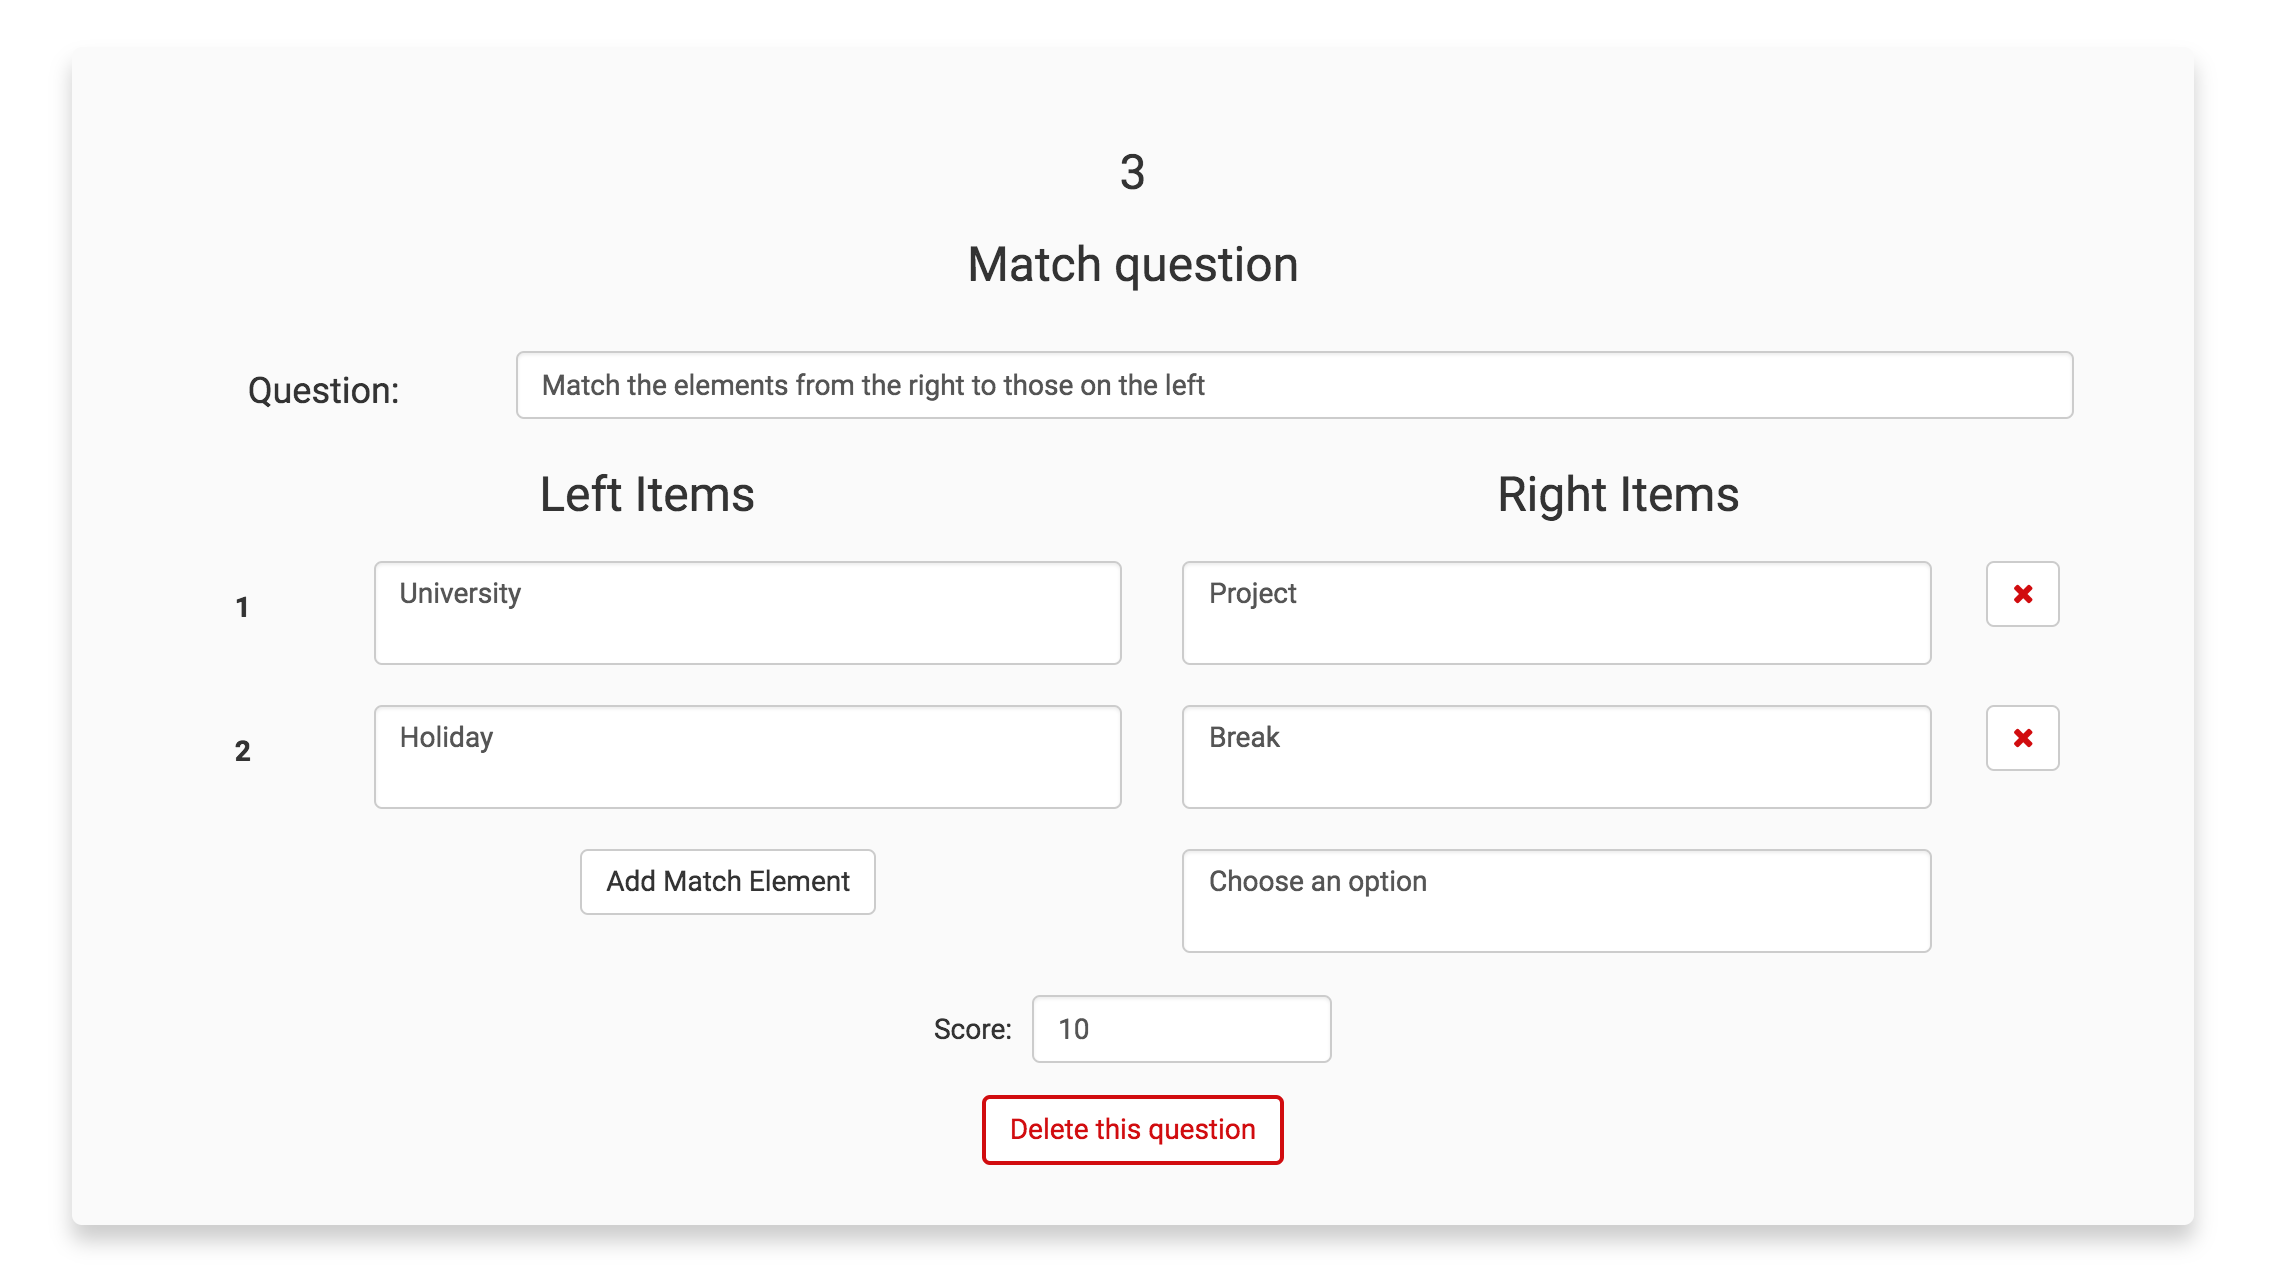 3
Match question
Question: Match the elements from the right to those on the left
Left Items Right Items
1 University Project
2 Holiday Break
Add Match Element Choose an option
Score: 10
Delete this question